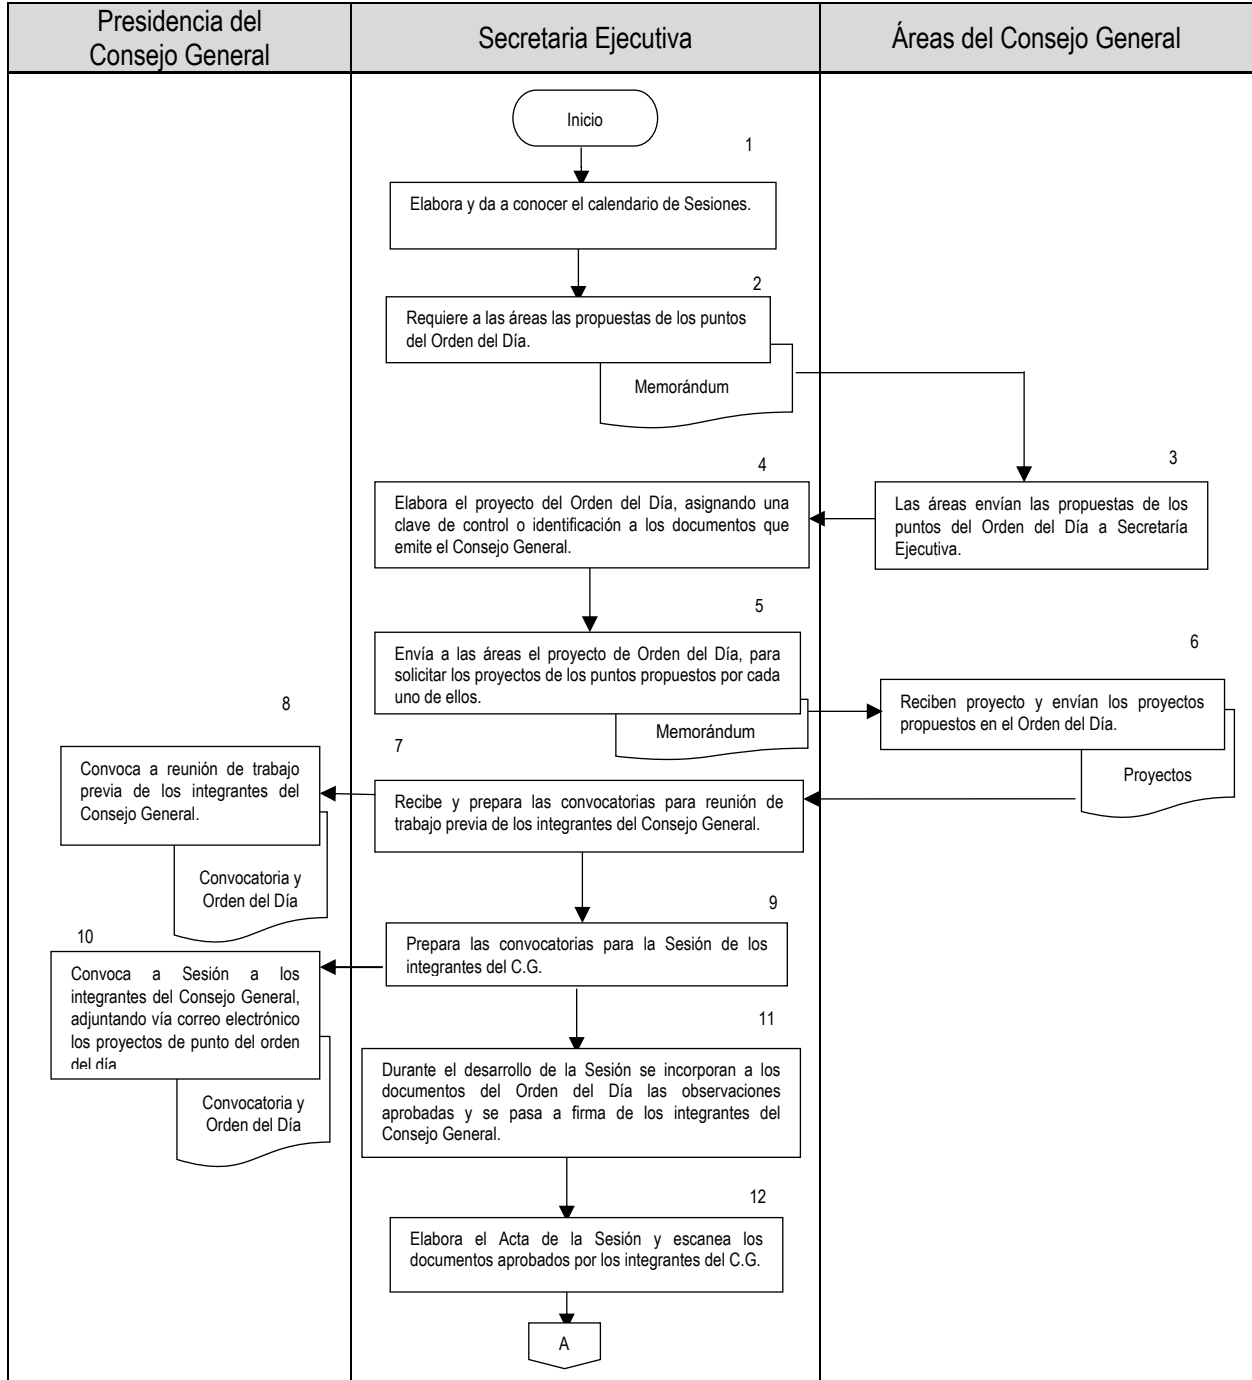 Presidencia del
Consejo General
Secretaria Ejecutiva
Áreas del Consejo General
Inicio
1
Elabora y da a conocer el calendario de Sesiones.
2
Requiere a las áreas las propuestas de los puntos
del Orden del Día.
Memorándum
3
Las áreas envían las propuestas de los
puntos del Orden del Día a Secretaría
Ejecutiva.
4
Elabora el proyecto del Orden del Día, asignando una
clave de control o identificación a los documentos que
emite el Consejo General.
5
Envía a las áreas el proyecto de Orden del Día, para
solicitar los proyectos de los puntos propuestos por cada
uno de ellos.
Memorándum
6
Reciben proyecto y envían los proyectos
propuestos en el Orden del Día.
Proyectos
7
Recibe y prepara las convocatorias para reunión de
trabajo previa de los integrantes del Consejo General.
8
Convoca a reunión de trabajo
previa de los integrantes del
Consejo General.
Convocatoria y
Orden del Día
9
Prepara las convocatorias para la Sesión de los
integrantes del C.G.
10
Convoca a Sesión a los
integrantes del Consejo General,
adjuntando vía correo electrónico
los proyectos de punto del orden
del día
Convocatoria y
Orden del Día
11
Durante el desarrollo de la Sesión se incorporan a los
documentos del Orden del Día las observaciones
aprobadas y se pasa a firma de los integrantes del
Consejo General.
12
Elabora el Acta de la Sesión y escanea los
documentos aprobados por los integrantes del C.G.
A